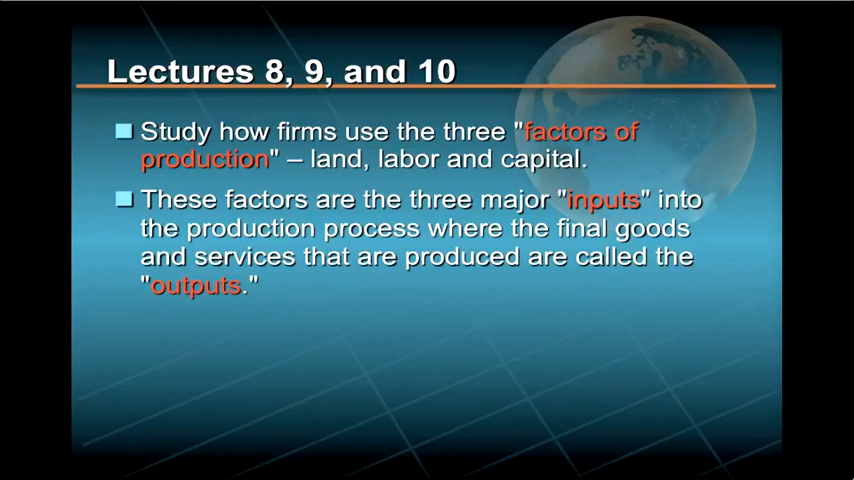 Lectures 8, 9, and 10
Study how firms use the three "factors of
production" – land, labor and capital.
These factors are the three major "inputs" into
the production process where the final goods
and services that are produced are called the
"outputs."